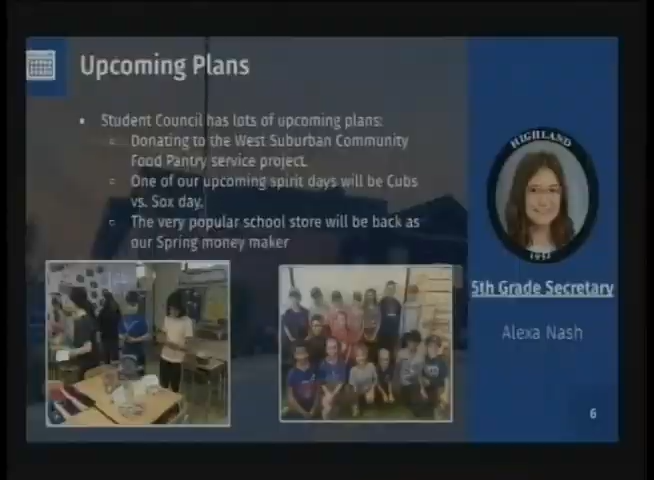 Upcoming Plans
• Student Council has lots of upcoming plans:
○ Donating to the West Suburban Community
Food Pantry service project.
○ One of our upcoming spirit days will be Cubs
vs. Sox day.
○ The very popular school store will be back as
our Spring money maker
HIGHLAND
5th Grade Secretary
Alexa Nash
6